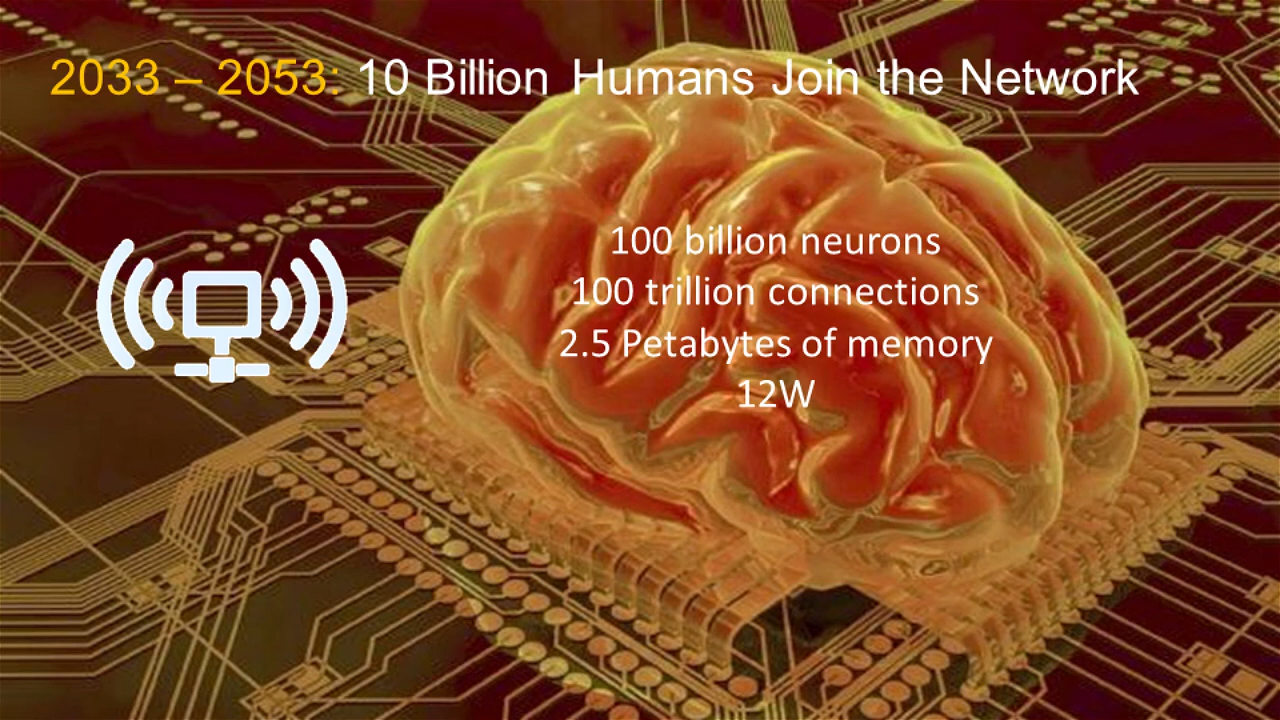 2033 – 2053: 10 Billion Humans Join the Network
100 billion neurons
100 trillion connections
2.5 Petabytes of memory
12W